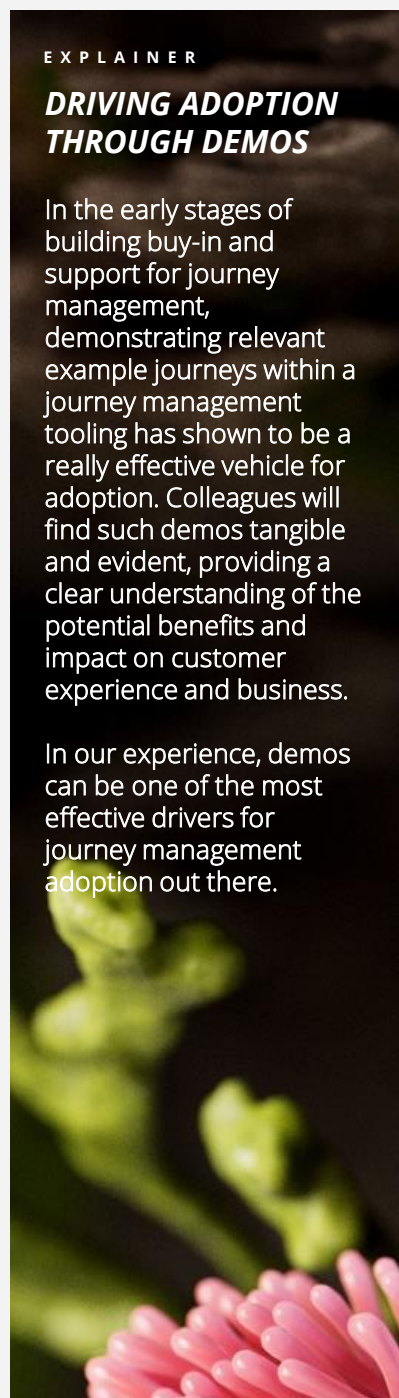 EXPLAINER
DRIVING ADOPTION
THROUGH DEMOS
In the early stages of
building buy-in and
support for journey
management,
demonstrating relevant
example journeys within a
journey management
tooling has shown to be a
really effective vehicle for
adoption. Colleagues will
find such demos tangible
and evident, providing a
clear understanding of the
potential benefits and
impact on customer
experience and business.
In our experience, demos
can be one of the most
effective drivers for
journey management
adoption out there.